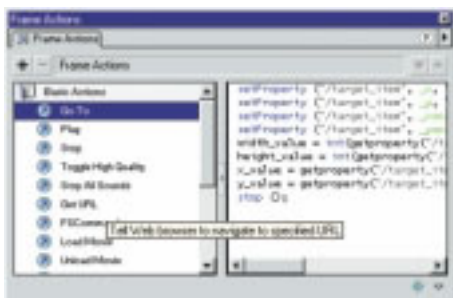 Frame Actions
Frame Actions
+ - Frame Actions
Basic Actions
Go To
Play
Stop
Toggle High Quality
Stop All Sounds
Get URL
FSCommand
Tell Web browser to navigate to specified URL
Load Movie
Unload Movie
setProperty ("/target_item",
setProperty ("/target_item",
setProperty ("/target_item",
setProperty ("/target_item",
width_value = int(getproperty("/t
height_value = int(getproperty("/
x_value = getproperty("/target_it
y_value = getproperty("/target_it
stop ();